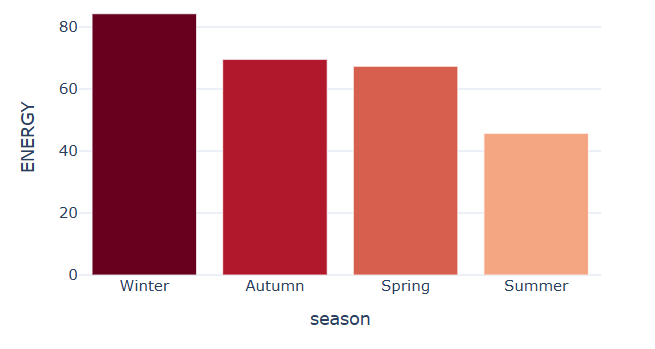 80
60
40
20
0
ENERGY
Winter
Autumn
Spring
Summer
season